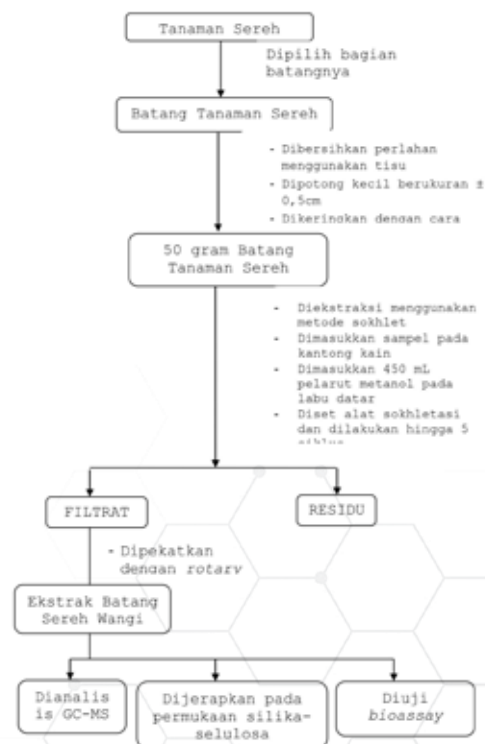 Tanaman Sereh
Dipilih bagian
batangnya
Batang Tanaman Sereh
- Dibersihkan perlahan
menggunakan tisu
- Dipotong kecil berukuran ±
0,5cm
- Dikeringkan dengan cara
50 gram Batang
Tanaman Sereh
- Diekstraksi menggunakan
metode sokhlet
- Dimasukkan sampel pada
kantong kain
- Dimasukkan 450 mL
pelarut metanol pada
labu datar
- Diset alat sokhletasi
dan dilakukan hingga 5
siklus
FILTRAT
RESIDU
- Dipekatkan
dengan rotary
Ekstrak Batang
Sereh Wangi
Dianalis
is GC-MS
Dijerapkan pada
permukaan silika-
selulosa
Diuji
bioassay